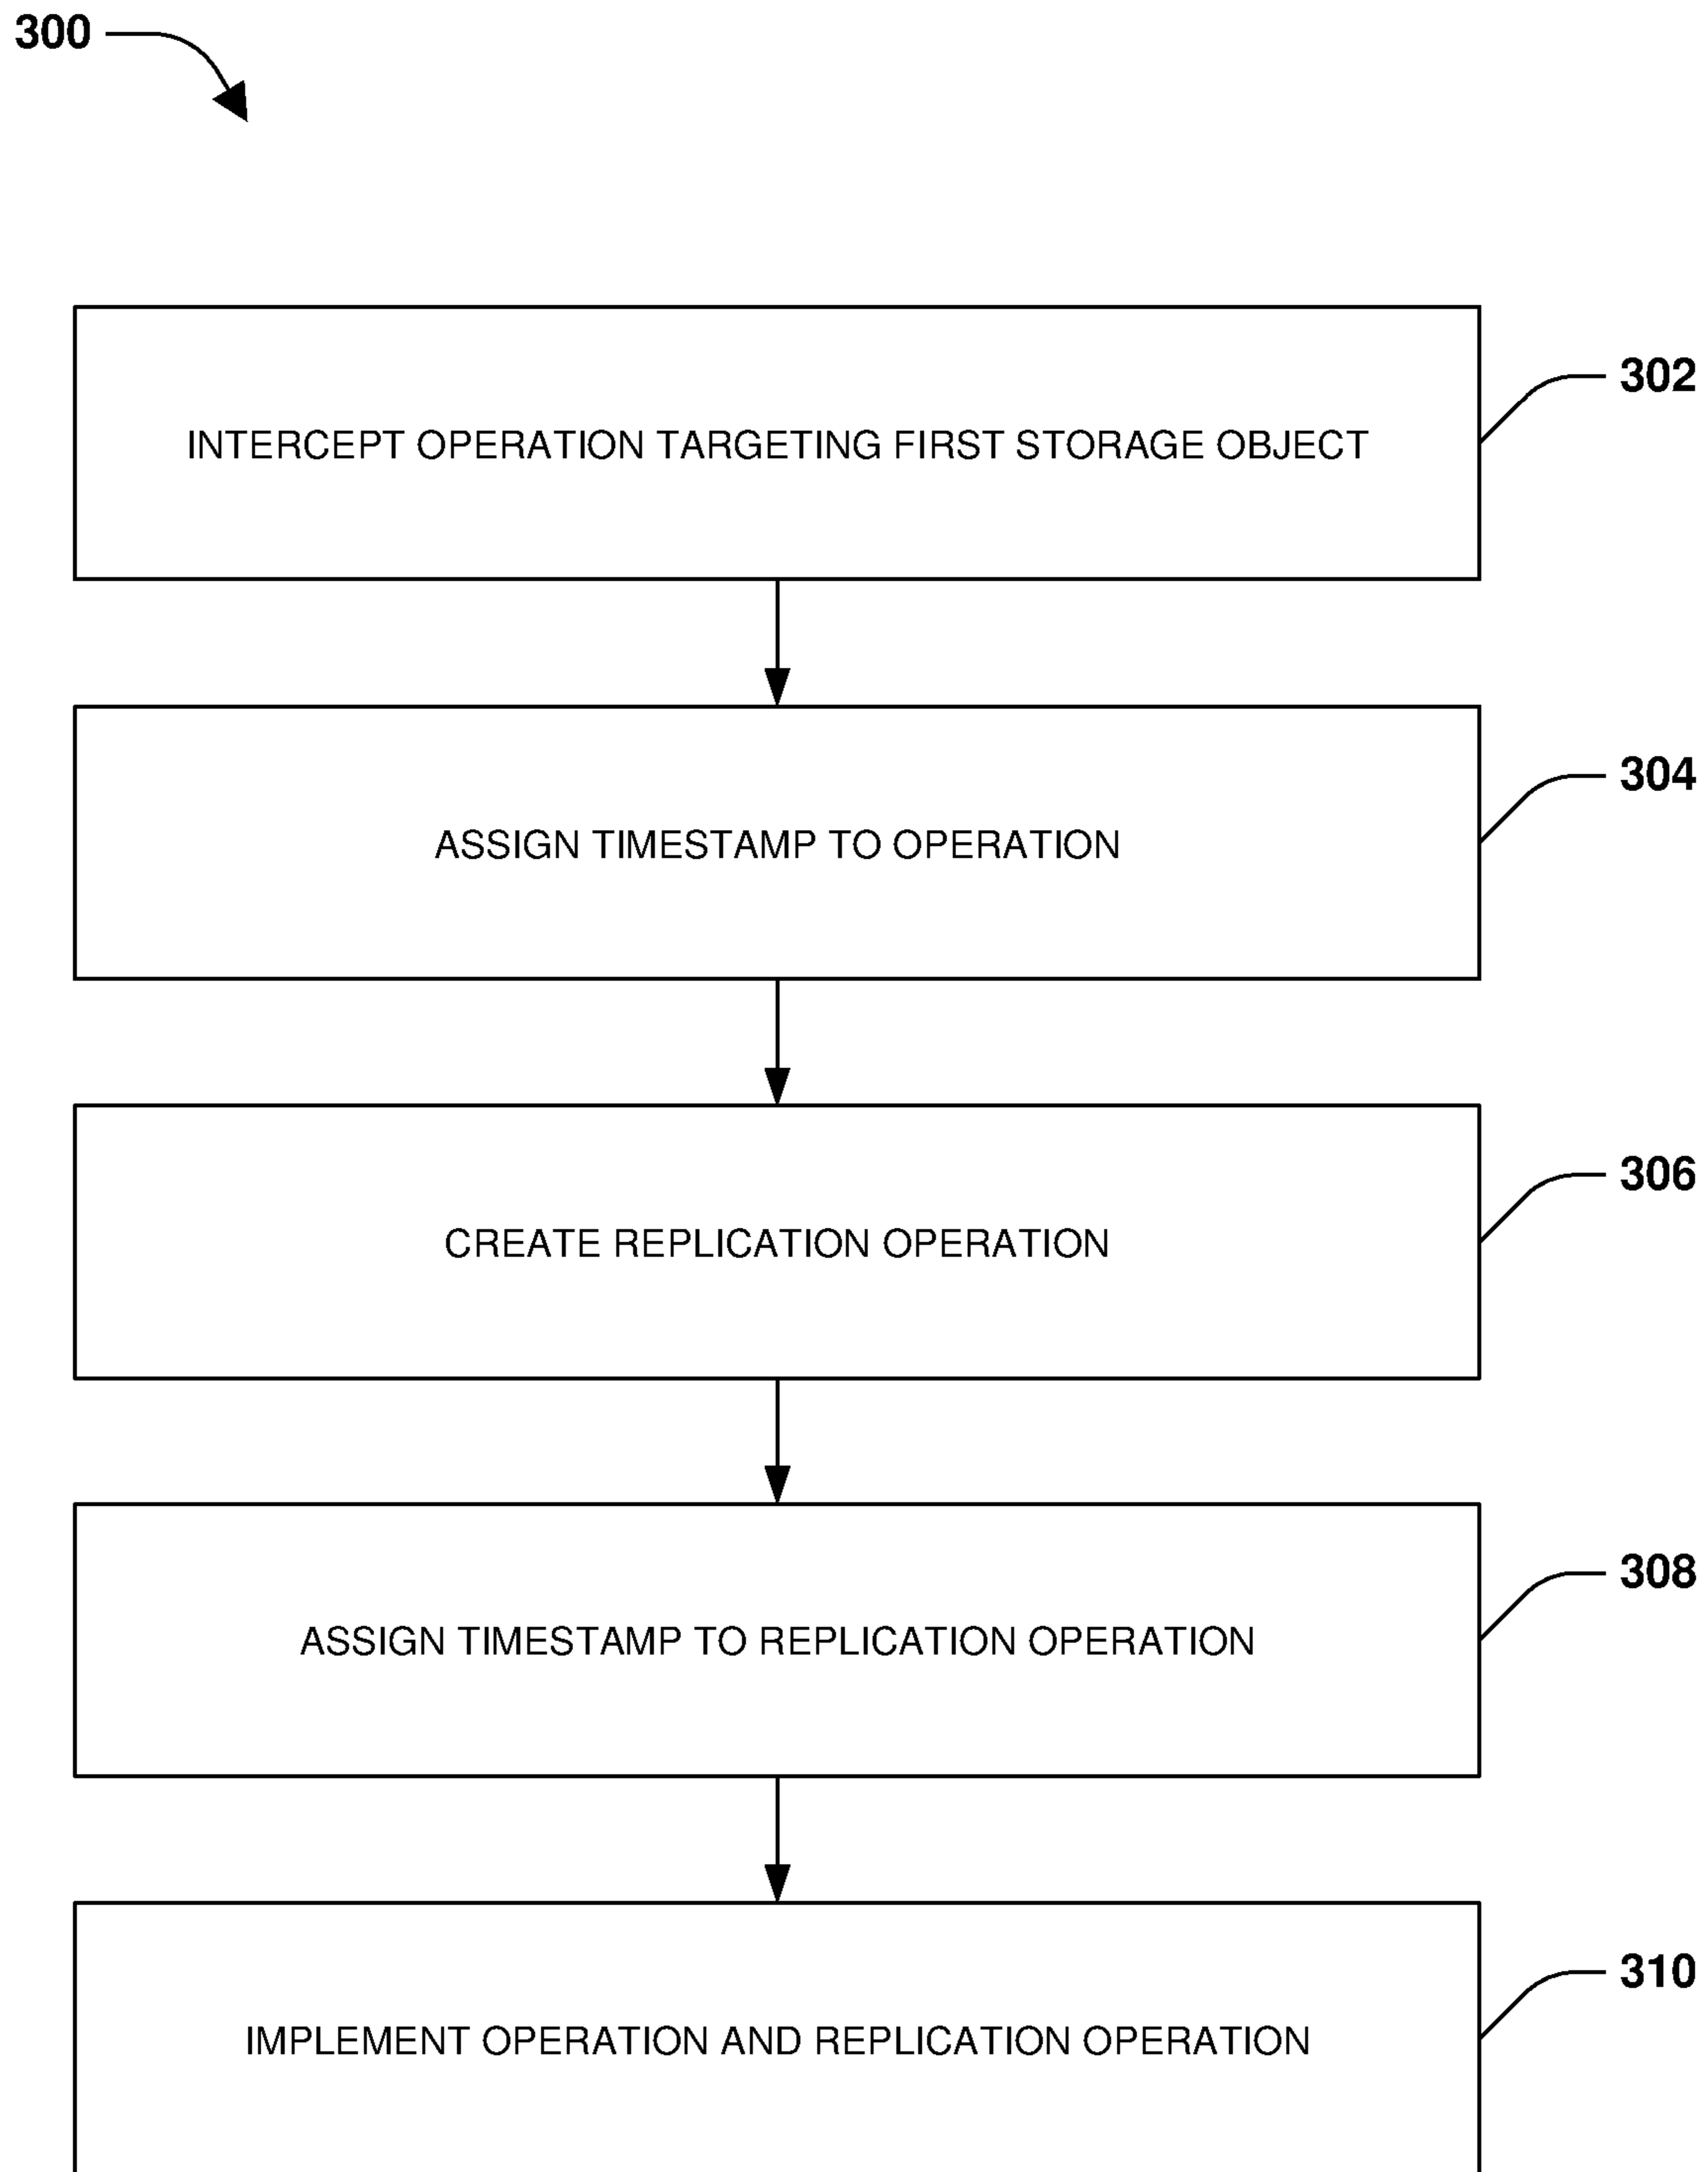 300
INTERCEPT OPERATION TARGETING FIRST STORAGE OBJECT
302
ASSIGN TIMESTAMP TO OPERATION
304
CREATE REPLICATION OPERATION
306
ASSIGN TIMESTAMP TO REPLICATION OPERATION
308
IMPLEMENT OPERATION AND REPLICATION OPERATION
310